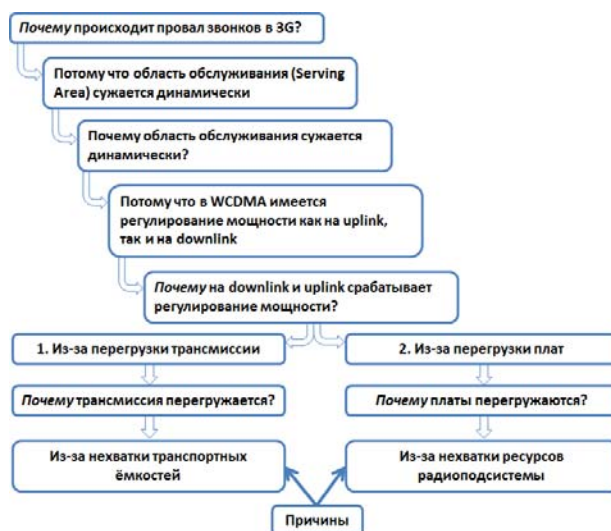 Почему происходит провал звонков в 3G?
Потому что область обслуживания (Serving
Area) сужается динамически
Почему область обслуживания сужается
динамически?
Потому что в WCDMA имеется
регулирование мощности как на uplink,
так и на downlink
Почему на downlink и uplink срабатывает
регулирование мощности?
1. Из-за перегрузки трансмиссии
2. Из-за перегрузки плат
Почему трансмиссия перегружается?
Почему платы перегружаются?
Из-за нехватки транспортных
ёмкостей
Из-за нехватки ресурсов
радиоподсистемы
Причины